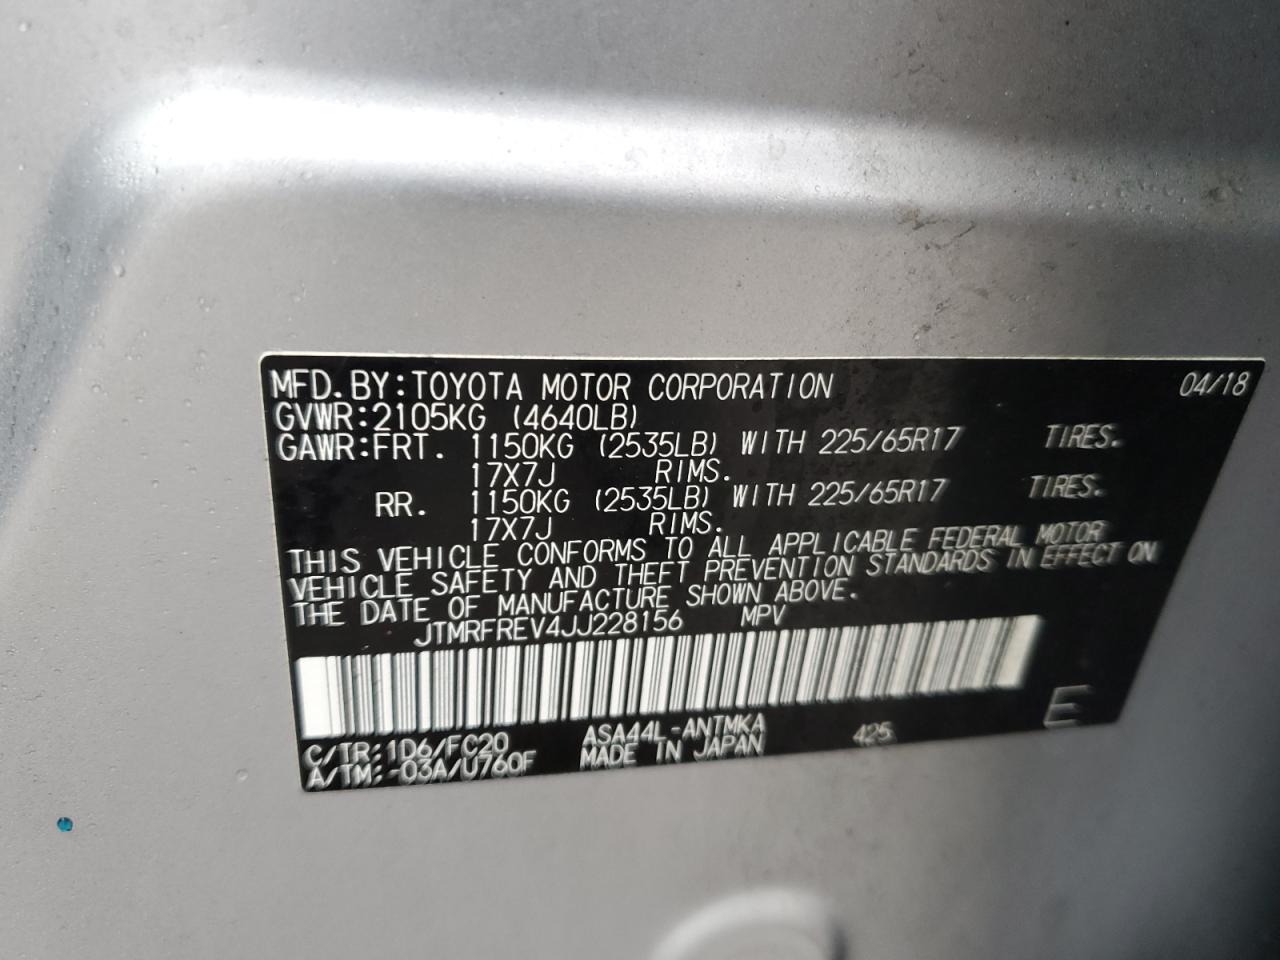 MFD.BY:TOYOTA MOTOR CORPORATION 04/18
GVWR:2105KG (4640LB)
GAWR:FRT. 1150KG (2535LB) WITH 225/65R17 TIRES.
17X7J RIMS.
RR. 1150KG (2535LB) WITH 225/65R17 TIRES.
17X7J RIMS.
THIS VEHICLE CONFORMS TO ALL APPLICABLE FEDERAL MOTOR
VEHICLE SAFETY AND THEFT PREVENTION STANDARDS IN EFFECT ON
THE DATE OF MANUFACTURE SHOWN ABOVE.
JTMRFREV4JJ228156 MPV
C/TR:1D6/FC20 ASA44L-ANTMKA 425 E
A/TM:-03A/U760F MADE IN JAPAN